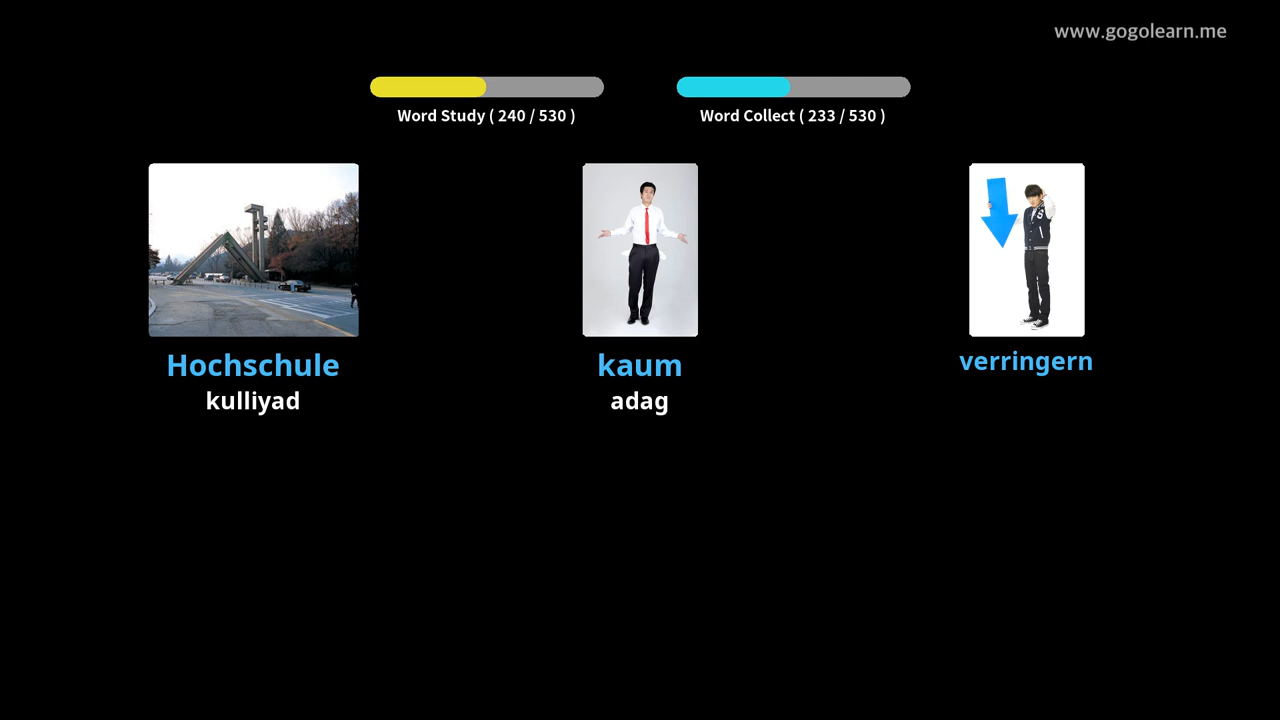 www.gogolearn.me
Word Study ( 240 / 530 )
Word Collect ( 233 / 530 )
Hochschule
kulliyad
kaum
adag
verringern